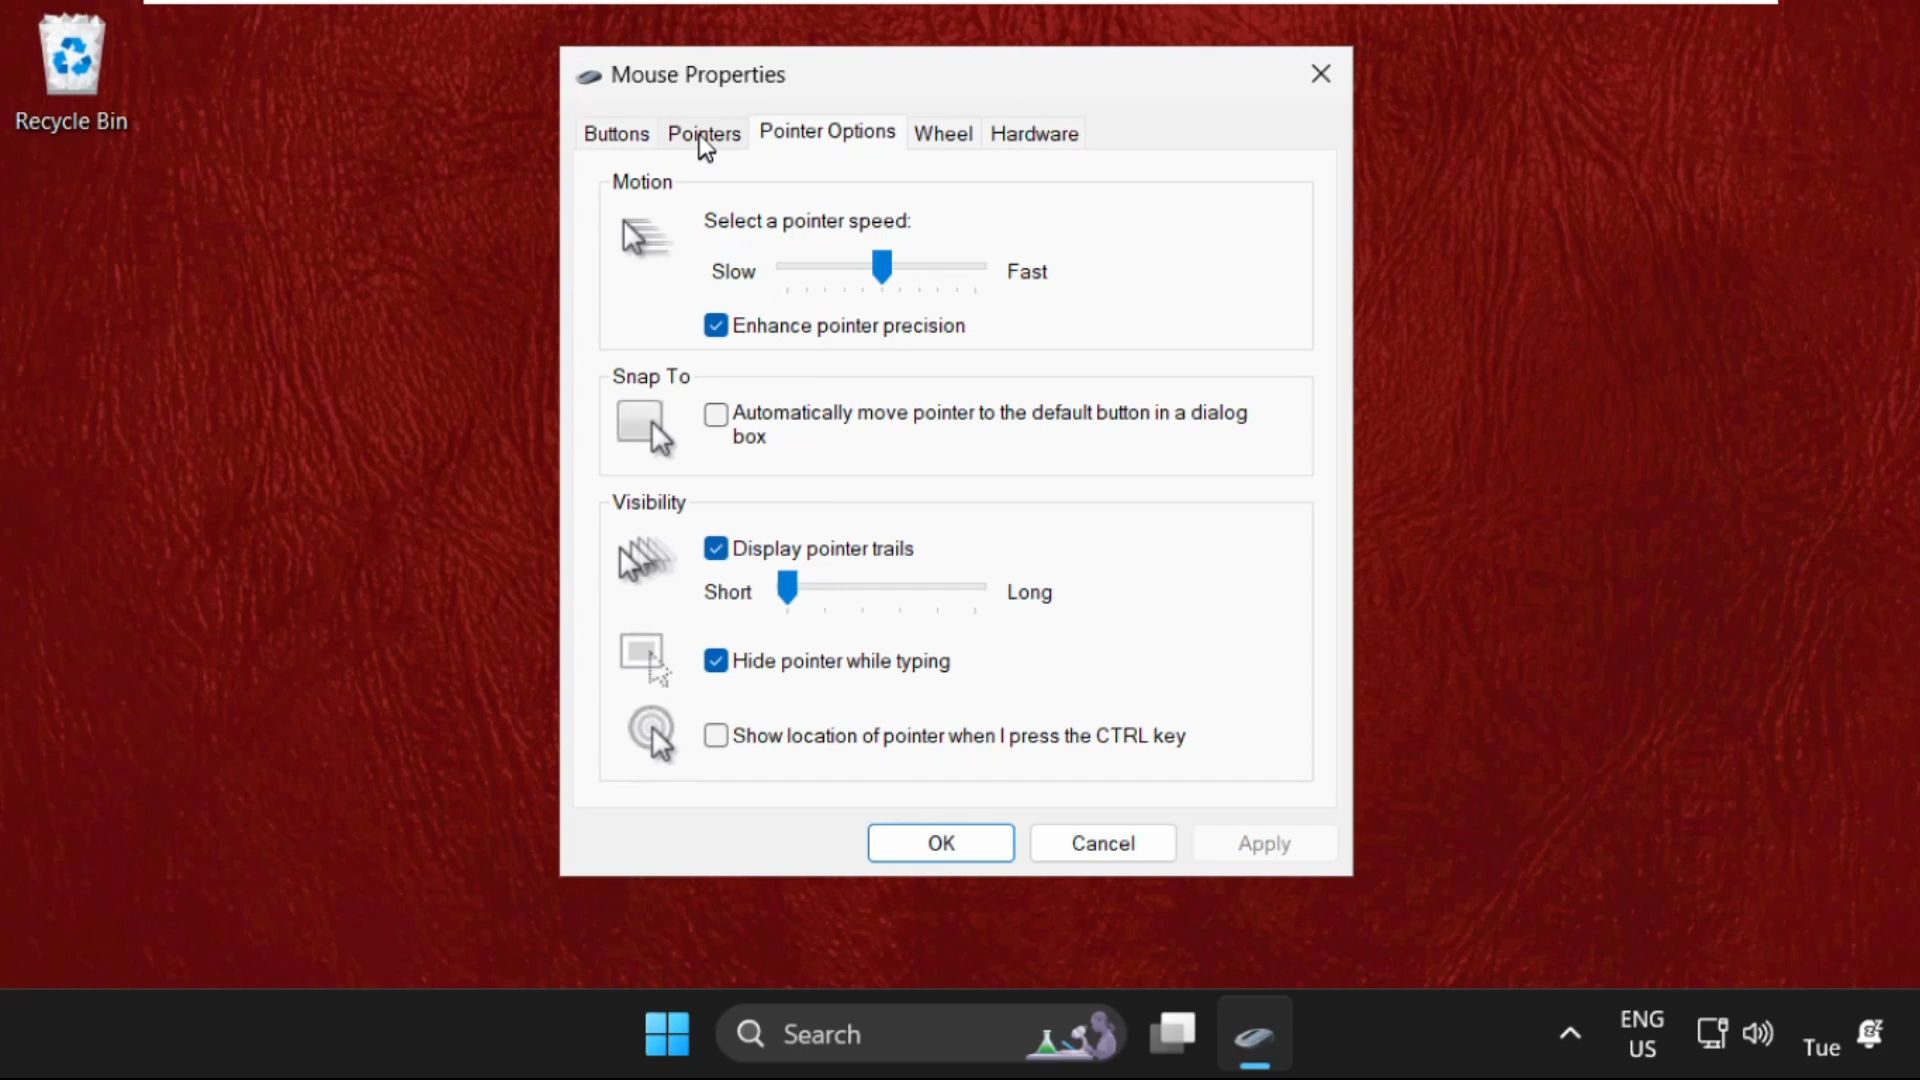 Recycle Bin
Mouse Properties
Buttons Pointers Pointer Options Wheel Hardware
Motion
Select a pointer speed:
Slow Fast
Enhance pointer precision
Snap To
Automatically move pointer to the default button in a dialog
box
Visibility
Display pointer trails
Short Long
Hide pointer while typing
Show location of pointer when I press the CTRL key
OK Cancel Apply
Search
ENG
US
Tue